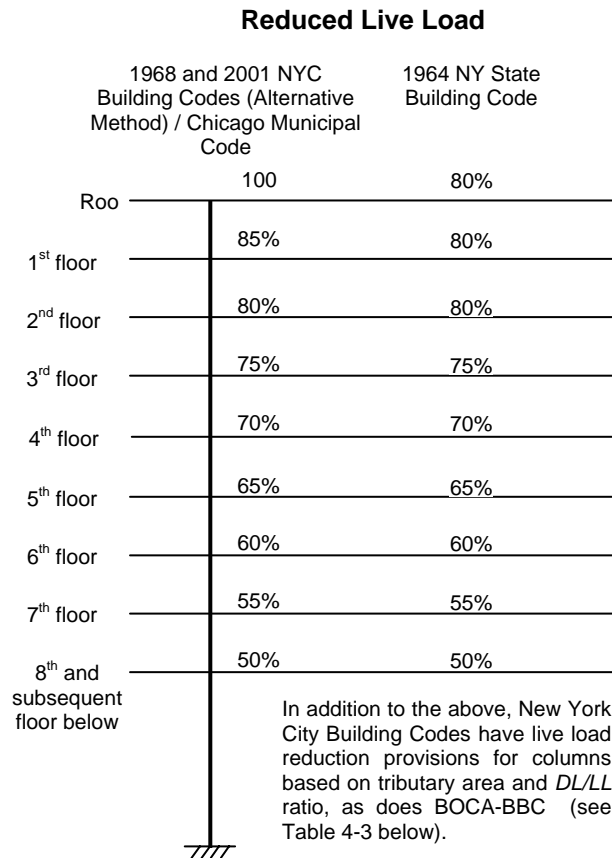 Reduced Live Load
1968 and 2001 NYC
Building Codes (Alternative
Method) / Chicago Municipal
Code
1964 NY State
Building Code
Roo 100 80%
1st floor 85% 80%
2nd floor 80% 80%
3rd floor 75% 75%
4th floor 70% 70%
5th floor 65% 65%
6th floor 60% 60%
7th floor 55% 55%
8th and 50% 50%
subsequent
floor below
In addition to the above, New York
City Building Codes have live load
reduction provisions for columns
based on tributary area and DL/LL
ratio, as does BOCA-BBC (see
Table 4-3 below).